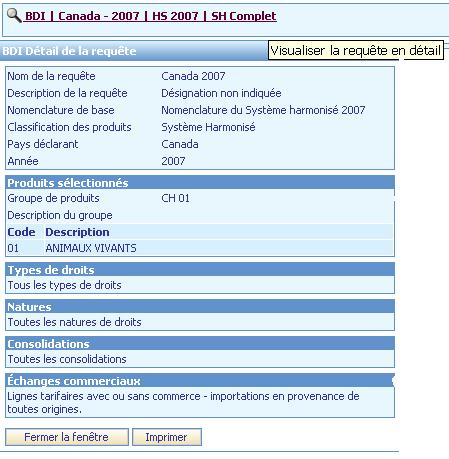 BDI | Canada - 2007 | HS 2007 | SH Complet
BDI Détail de la requête
Visualiser la requête en détail
Nom de la requête Canada 2007
Description de la requête Désignation non indiquée
Nomenclature de base Nomenclature du Système harmonisé 2007
Classification des produits Système Harmonisé
Pays déclarant Canada
Année 2007
Produits sélectionnés
Groupe de produits CH 01
Description du groupe
Code Description
01 ANIMAUX VIVANTS
Types de droits
Tous les types de droits
Natures
Toutes les natures de droits
Consolidations
Toutes les consolidations
Échanges commerciaux
Lignes tarifaires avec ou sans commerce - importations en provenance de
toutes origines.
Fermer la fenêtre Imprimer